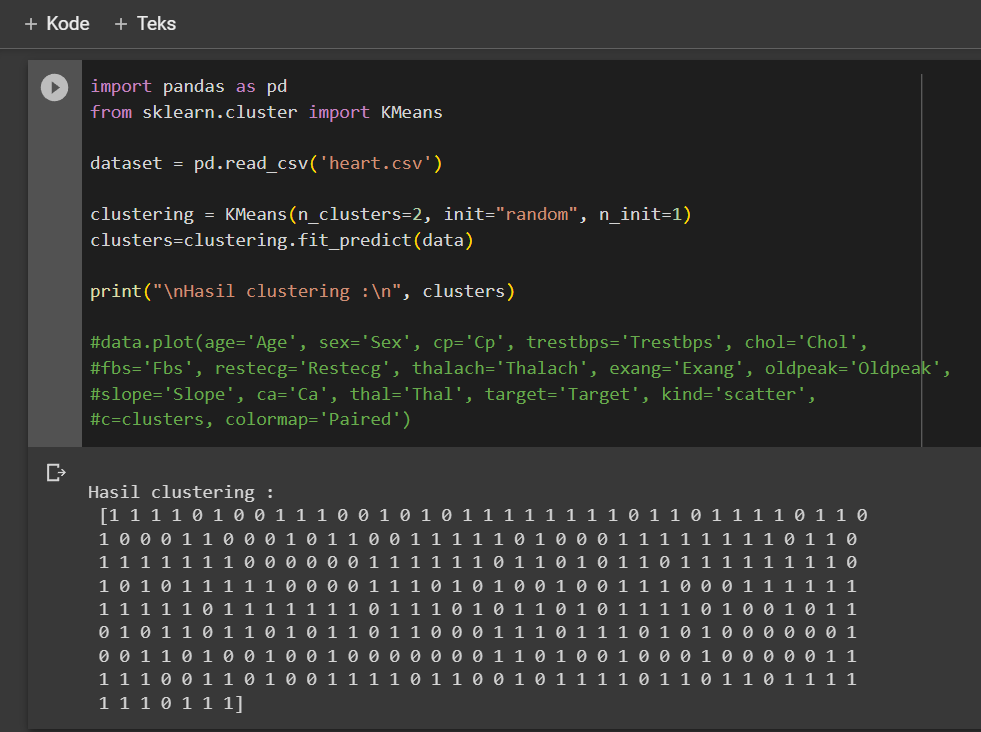 + Kode + Teks
import pandas as pd
from sklearn.cluster import KMeans
dataset = pd.read_csv('heart.csv')
clustering = KMeans(n_clusters=2, init="random", n_init=1)
clusters=clustering.fit_predict(data)
print("\nHasil clustering :\n", clusters)
#data.plot(age='Age', sex='Sex', cp='Cp', trestbps='Trestbps', chol='Chol',
#fbs='Fbs', restecg='Restecg', thalach='Thalach', exang='Exang', oldpeak='Oldpeak',
#slope='Slope', ca='Ca', thal='Thal', target='Target', kind='scatter',
#c=clusters, colormap='Paired')
Hasil clustering :
[1 1 1 1 0 1 0 0 1 1 1 0 0 1 0 1 0 1 1 1 1 1 1 1 1 0 1 1 0 1 1 1 1 0 1 1 0
1 0 0 0 1 1 0 0 0 1 0 1 1 0 0 1 1 1 1 1 0 1 0 0 0 1 1 1 1 1 1 1 1 0 1 1 0
1 1 1 1 1 1 1 0 0 0 0 0 0 1 1 1 1 1 1 0 1 1 0 1 0 1 1 0 1 1 1 1 1 1 1 1 0
1 0 1 0 1 1 1 1 1 0 0 0 0 1 1 1 0 1 0 1 0 0 1 0 0 1 1 1 0 0 0 1 1 1 1 1 1
1 1 1 1 1 0 1 1 1 1 1 1 1 0 1 1 1 0 1 0 1 1 0 1 0 1 1 1 1 0 1 0 0 1 0 1 1
0 1 0 1 1 0 1 1 0 1 0 1 1 0 1 1 0 0 0 1 1 1 0 1 1 1 0 1 0 1 0 0 0 0 0 0 1
0 0 1 1 0 1 0 0 1 0 0 1 0 0 0 0 0 0 0 1 1 0 1 0 0 1 0 0 0 1 0 0 0 0 0 1 1
1 1 1 0 0 1 1 0 1 0 0 1 1 1 1 0 1 1 0 0 1 0 1 1 1 1 0 1 1 0 1 1 0 1 1 1 1
1 1 1 0 1 1 1]